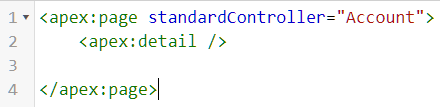 1 <apex:page standardController="Account">
2     <apex:detail />
3
4 </apex:page>